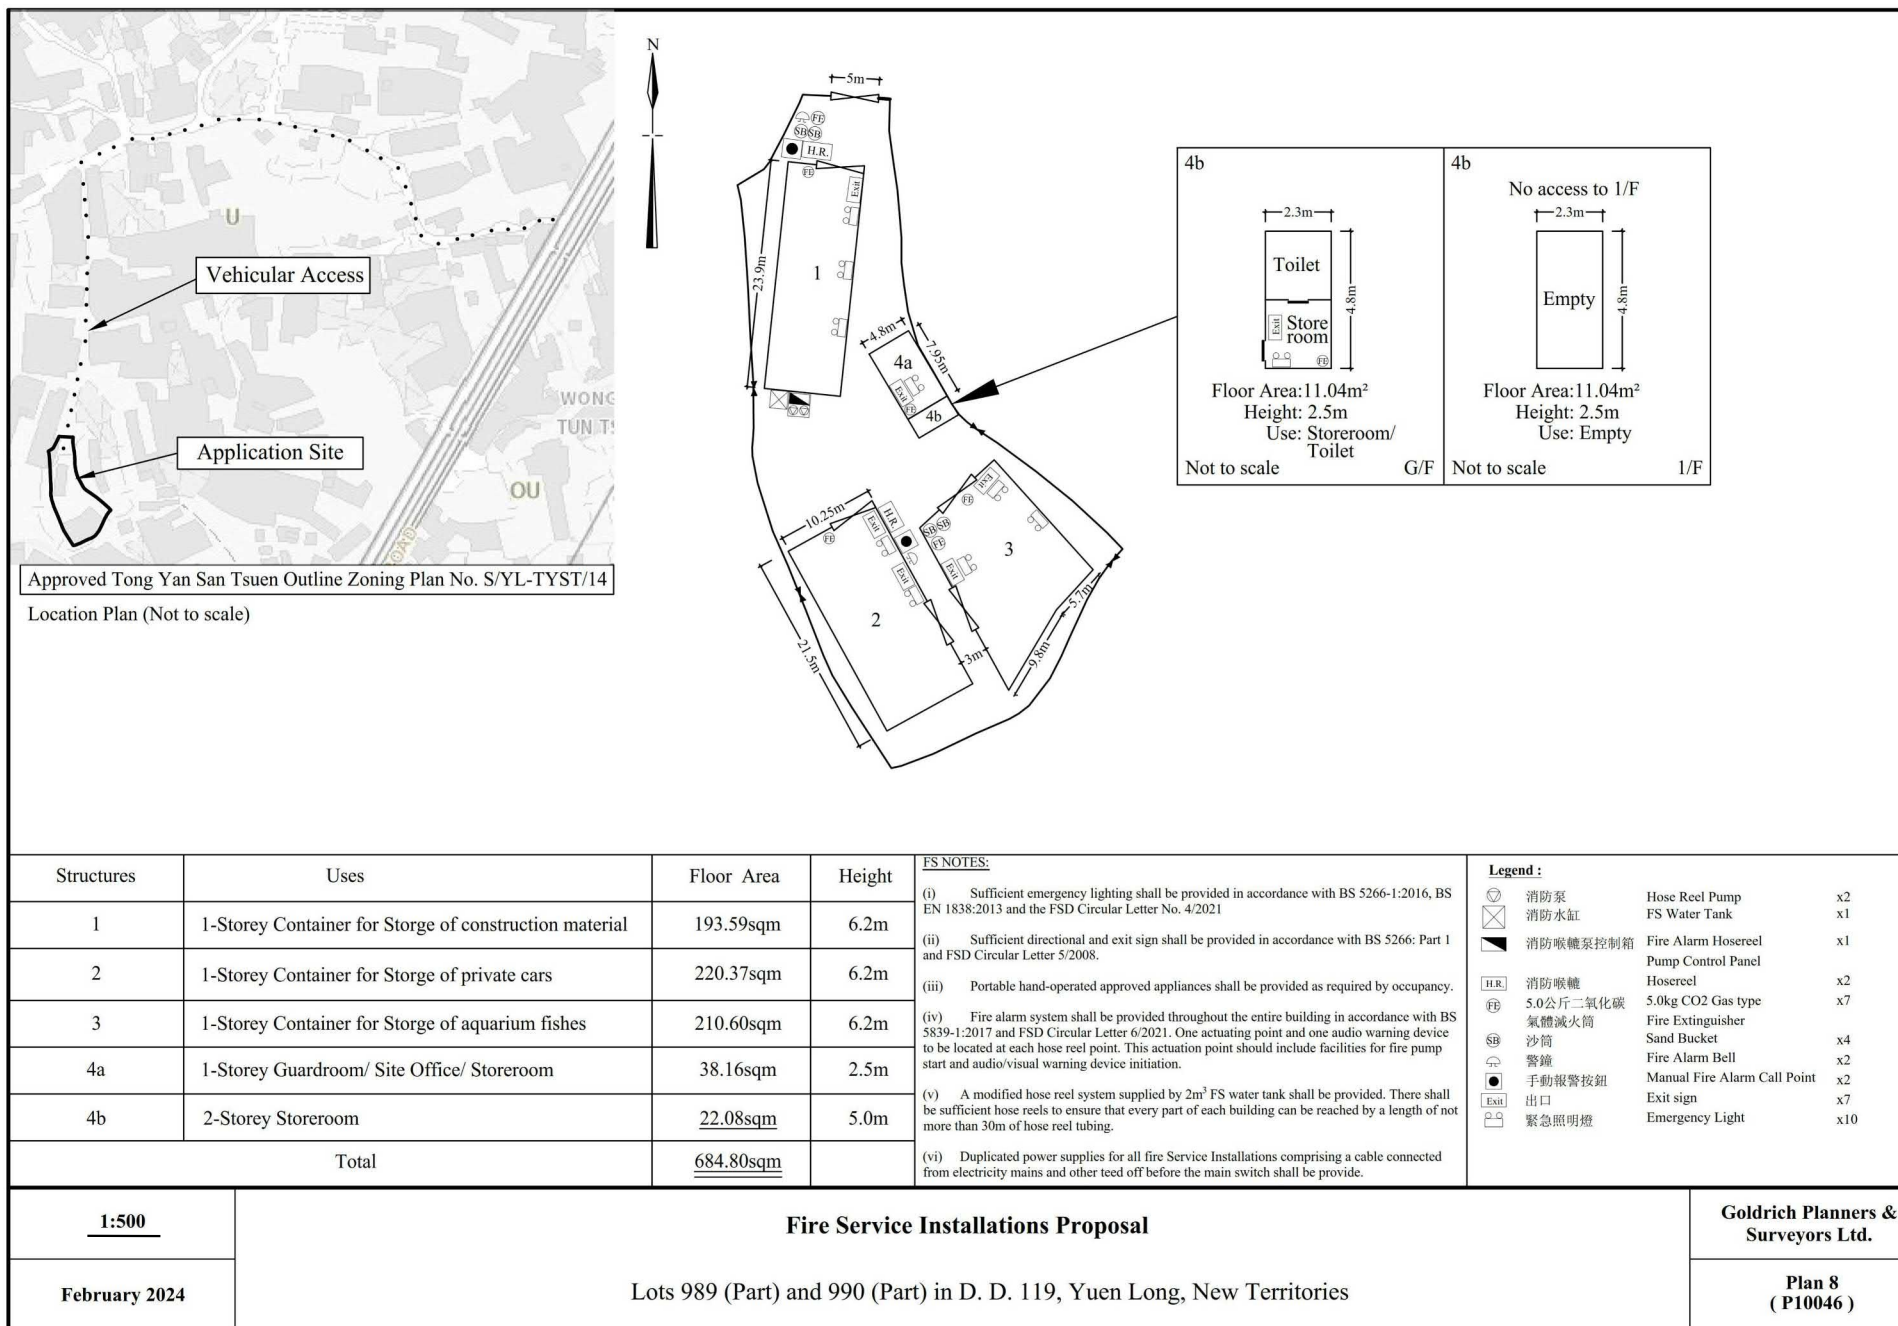 U
Vehicular Access
WONG
TUN TS
Application Site
OU
ROAD
Approved Tong Yan San Tsuen Outline Zoning Plan No. S/YL-TYST/14
Location Plan (Not to scale)
N
5m
FE
SB SB
H.R.
FE
Exit
23.9m
1
4.8m
7.95m
4a
Exit
FE
4b
10.25m
FE
Exit
H.R.
Exit
2
21.5m
3m
Exit
FE
SB SB
FE
Exit
3
5.7m
9.8m
4b
2.3m
Toilet
4.8m
Exit
Store
room
FE
Floor Area:11.04m²
Height: 2.5m
Use: Storeroom/
Toilet
Not to scale G/F
4b
No access to 1/F
2.3m
Empty
4.8m
Floor Area:11.04m²
Height: 2.5m
Use: Empty
Not to scale 1/F
Structures Uses Floor Area Height
1 1-Storey Container for Storge of construction material 193.59sqm 6.2m
2 1-Storey Container for Storge of private cars 220.37sqm 6.2m
3 1-Storey Container for Storge of aquarium fishes 210.60sqm 6.2m
4a 1-Storey Guardroom/ Site Office/ Storeroom 38.16sqm 2.5m
4b 2-Storey Storeroom 22.08sqm 5.0m
Total 684.80sqm
FS NOTES:
(i) Sufficient emergency lighting shall be provided in accordance with BS 5266-1:2016, BS
EN 1838:2013 and the FSD Circular Letter No. 4/2021
(ii) Sufficient directional and exit sign shall be provided in accordance with BS 5266: Part 1
and FSD Circular Letter 5/2008.
(iii) Portable hand-operated approved appliances shall be provided as required by occupancy.
(iv) Fire alarm system shall be provided throughout the entire building in accordance with BS
5839-1:2017 and FSD Circular Letter 6/2021. One actuating point and one audio warning device
to be located at each hose reel point. This actuation point should include facilities for fire pump
start and audio/visual warning device initiation.
(v) A modified hose reel system supplied by 2m³ FS water tank shall be provided. There shall
be sufficient hose reels to ensure that every part of each building can be reached by a length of not
more than 30m of hose reel tubing.
(vi) Duplicated power supplies for all fire Service Installations comprising a cable connected
from electricity mains and other teed off before the main switch shall be provide.
Legend :
消防泵 Hose Reel Pump x2
消防水缸 FS Water Tank x1
消防喉轆泵控制箱 Fire Alarm Hosereel x1
Pump Control Panel
H.R. 消防喉轆 Hosereel x2
FE 5.0公斤二氧化碳 5.0kg CO2 Gas type x7
氣體滅火筒 Fire Extinguisher
SB 沙筒 Sand Bucket x4
警鐘 Fire Alarm Bell x2
手動報警按鈕 Manual Fire Alarm Call Point x2
Exit 出口 Exit sign x7
緊急照明燈 Emergency Light x10
1:500
February 2024
Fire Service Installations Proposal
Lots 989 (Part) and 990 (Part) in D. D. 119, Yuen Long, New Territories
Goldrich Planners &
Surveyors Ltd.
Plan 8
( P10046 )